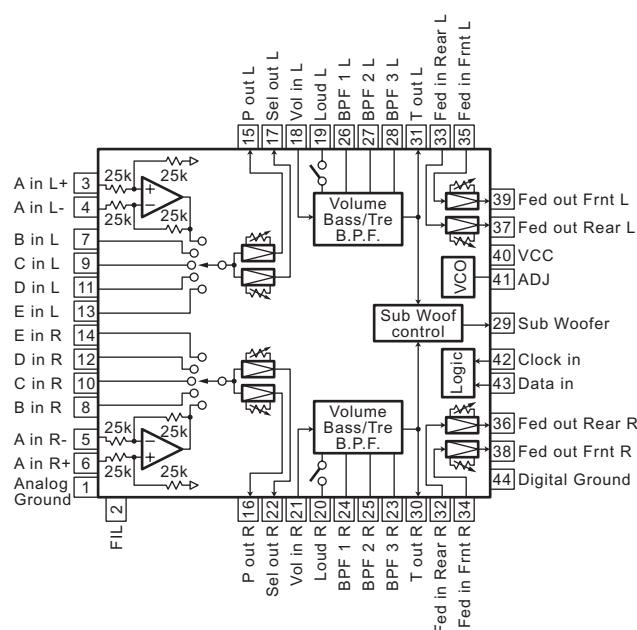 P out L
Sel out L
Vol in L
Loud L
BPF 1 L
BPF 2 L
BPF 3 L
T out L
Fed in Rear L
Fed in Frnt L
15
17
18
19
26
27
28
31
33
35
A in L+ 3
25k
25k
A in L- 4
25k
25k
+
−
B in L 7
C in L 9
D in L 11
E in L 13
E in R 14
D in R 12
C in R 10
B in R 8
A in R- 5
25k
25k
A in R+ 6
25k
25k
−
+
Analog
Ground 1
Volume
Bass/Tre
B.P.F.
39 Fed out Frnt L
37 Fed out Rear L
40 VCC
41 ADJ
VCO
Sub Woof
control
29 Sub Woofer
Logic
42 Clock in
43 Data in
Volume
Bass/Tre
B.P.F.
36 Fed out Rear R
38 Fed out Frnt R
44 Digital Ground
2
16
22
21
20
24
25
23
30
32
34
FIL
P out R
Sel out R
Vol in R
Loud R
BPF 1 R
BPF 2 R
BPF 3 R
T out R
Fed in Rear R
Fed in Frnt R